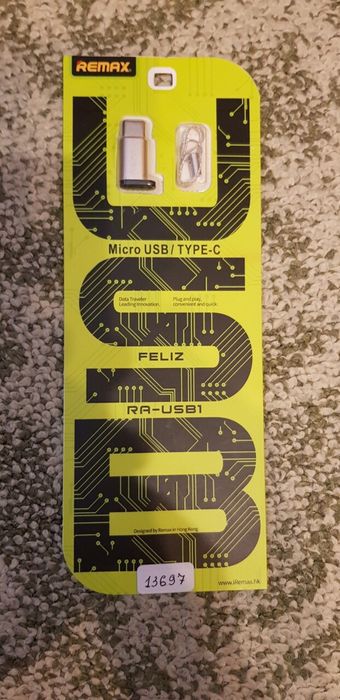 REMAX
Micro USB/TYPE-C
Data Traveler
Leading Innovation.
Plug and play,
convenient and quick.
FELIZ
RA-USB1
Designed by Remax in Hong Kong.
13697
www.iRemax.hk